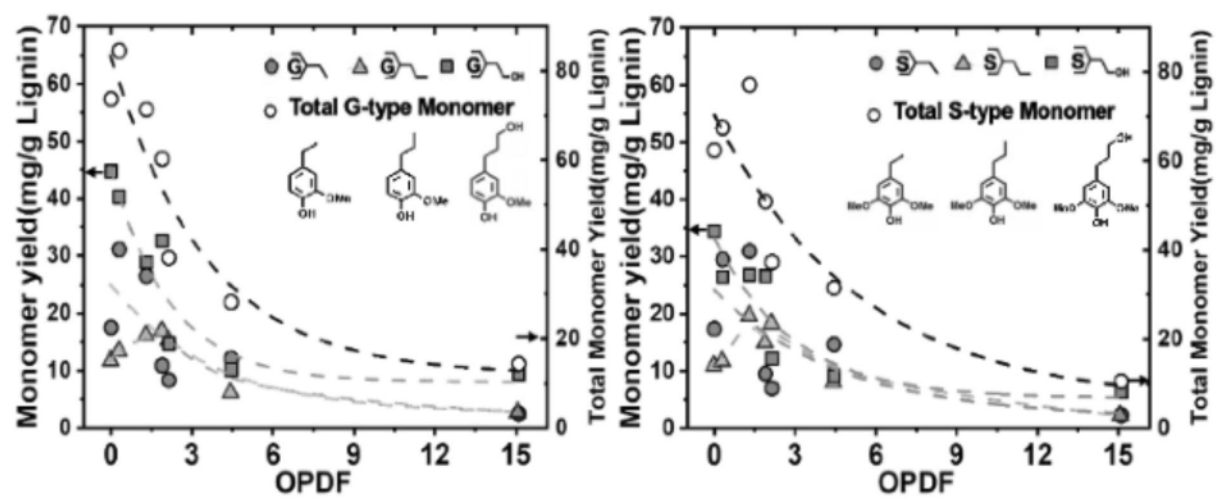 Monomer yield(mg/g Lignin)
70
60
50
40
30
20
10
0
G G G OH
Total G-type Monomer
OH
OMe OMe OMe
OH OH OH
80
60
40
20
0
Total Monomer Yield(mg/g Lignin)
0 3 6 9 12 15
OPDF
Monomer yield(mg/g Lignin)
70
60
50
40
30
20
10
0
S S S OH
Total S-type Monomer
OH
MeO OMe MeO OMe MeO OMe
OH OH OH
80
60
40
20
0
Total Monomer Yield(mg/g Lignin)
0 3 6 9 12 15
OPDF